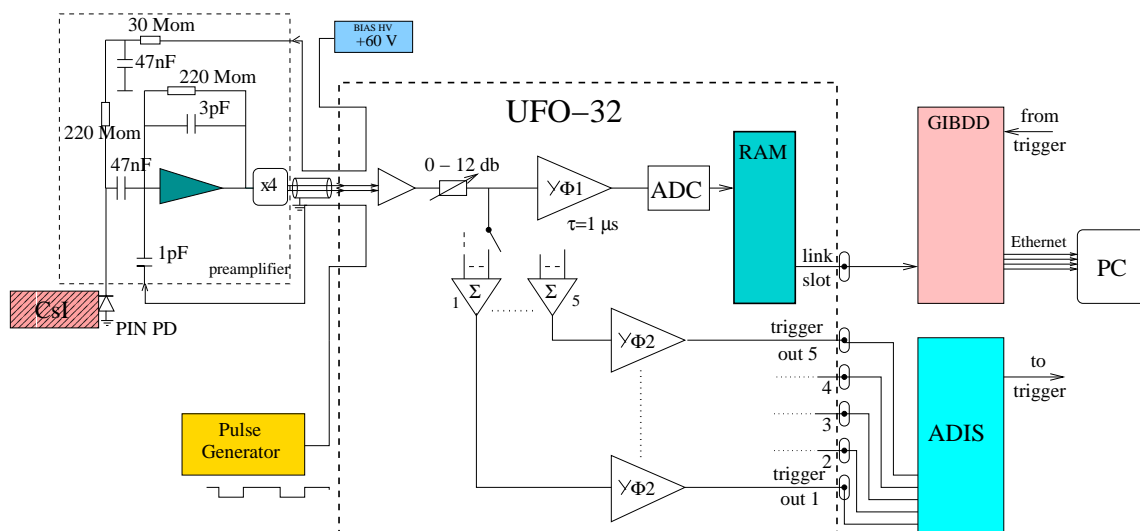 30 Mom
47nF
220 Mom
3pF
220 Mom
47nF
x4
1pF
preamplifier
CsI
PIN PD
BIAS HV
+60 V
UFO−32
0 − 12 db
УФ1
τ=1 μs
ADC
RAM
link
slot
GIBDD
from
trigger
Ethernet
PC
Σ
1
Σ
5
УФ2
trigger
out 5
4
3
2
trigger
out 1
УФ2
ADIS
to
trigger
Pulse
Generator